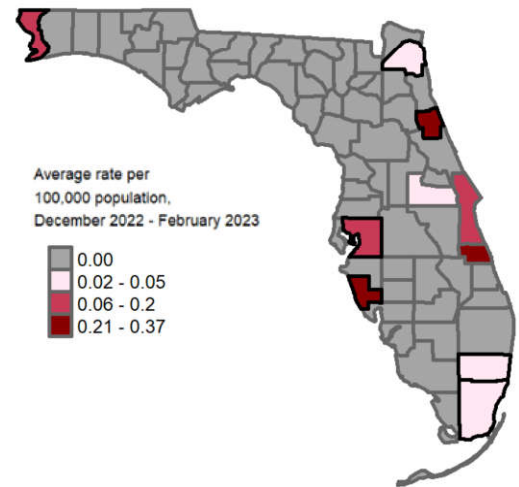 Average rate per
100,000 population,
December 2022 - February 2023
0.00
0.02 - 0.05
0.06 - 0.2
0.21 - 0.37